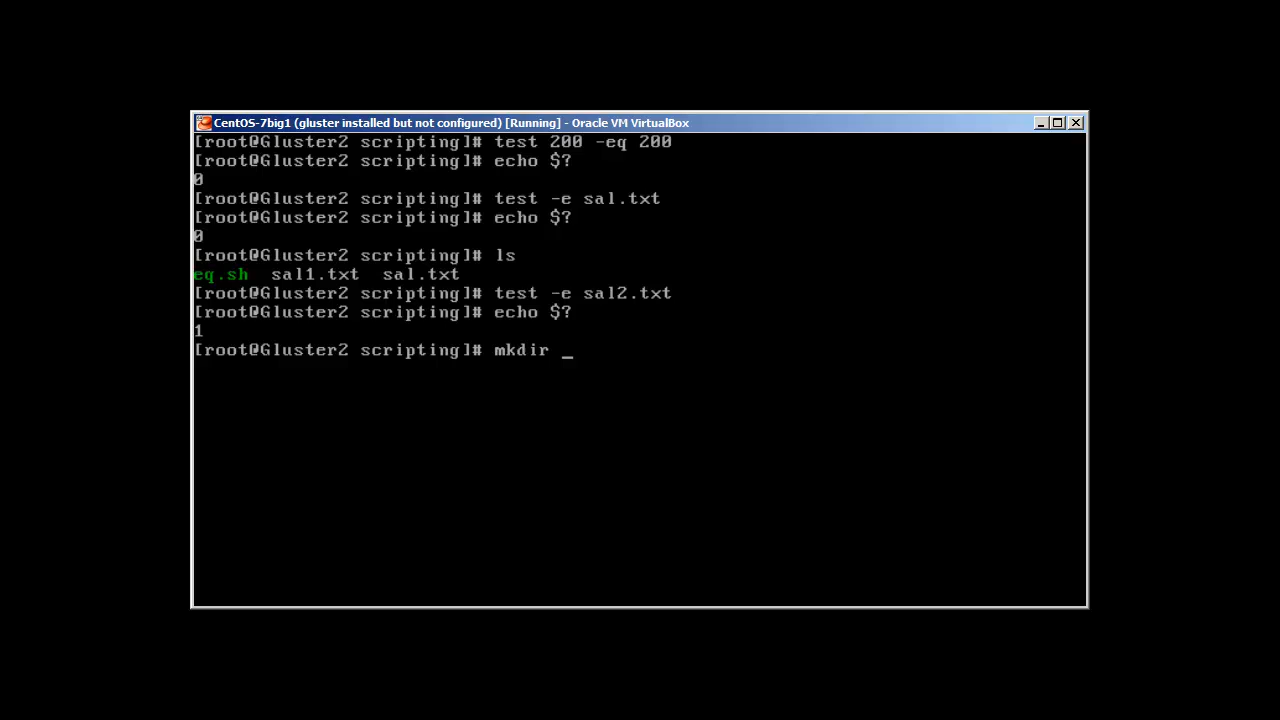 CentOS-7big1 (gluster installed but not configured) [Running] - Oracle VM VirtualBox
[root@Gluster2 scripting]# test 200 -eq 200
[root@Gluster2 scripting]# echo $?
0
[root@Gluster2 scripting]# test -e sal.txt
[root@Gluster2 scripting]# echo $?
0
[root@Gluster2 scripting]# ls
eq.sh  sal1.txt  sal.txt
[root@Gluster2 scripting]# test -e sal2.txt
[root@Gluster2 scripting]# echo $?
1
[root@Gluster2 scripting]# mkdir _